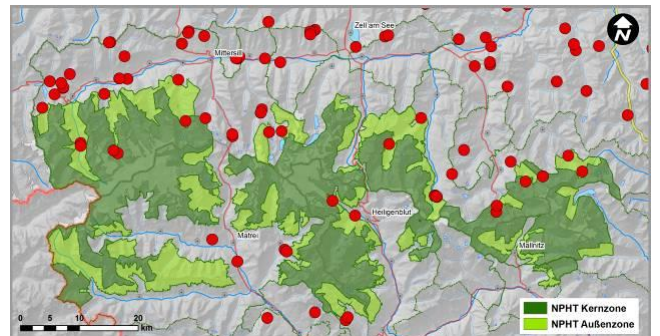 Zell am See
Mittersill
Heiligenblut
Matrei
Mallnitz
N
0 5 10 20
km
NPHT Kernzone
NPHT Außenzone